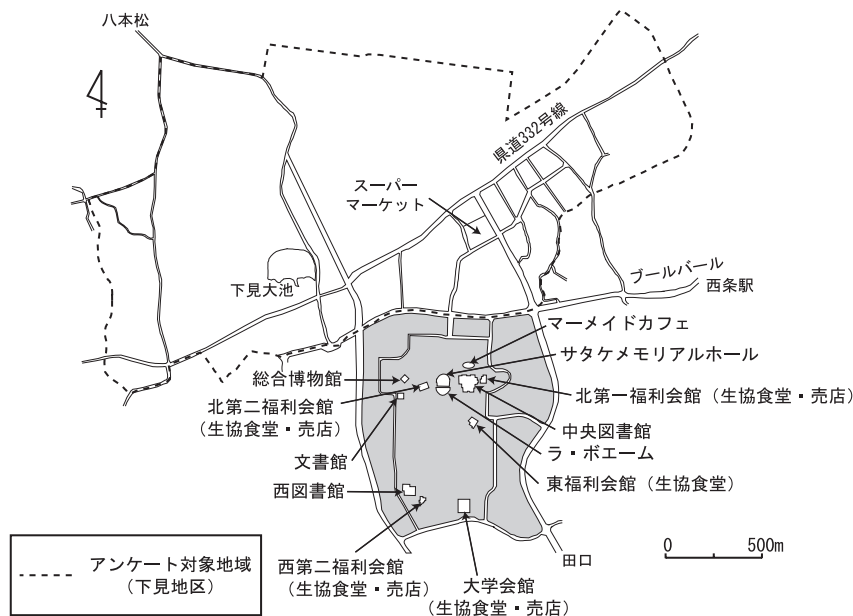 八本松
県道332号線
スーパー
マーケット
下見大池
ブールバール
西条駅
マーメイドカフェ
サタケメモリアルホール
総合博物館
北第二福利会館
(生協食堂・売店)
北第一福利会館(生協食堂・売店)
中央図書館
ラ・ボエーム
文書館
東福利会館(生協食堂)
西図書館
西第二福利会館
(生協食堂・売店)
大学会館
(生協食堂・売店)
田口
0 500m
アンケート対象地域
(下見地区)